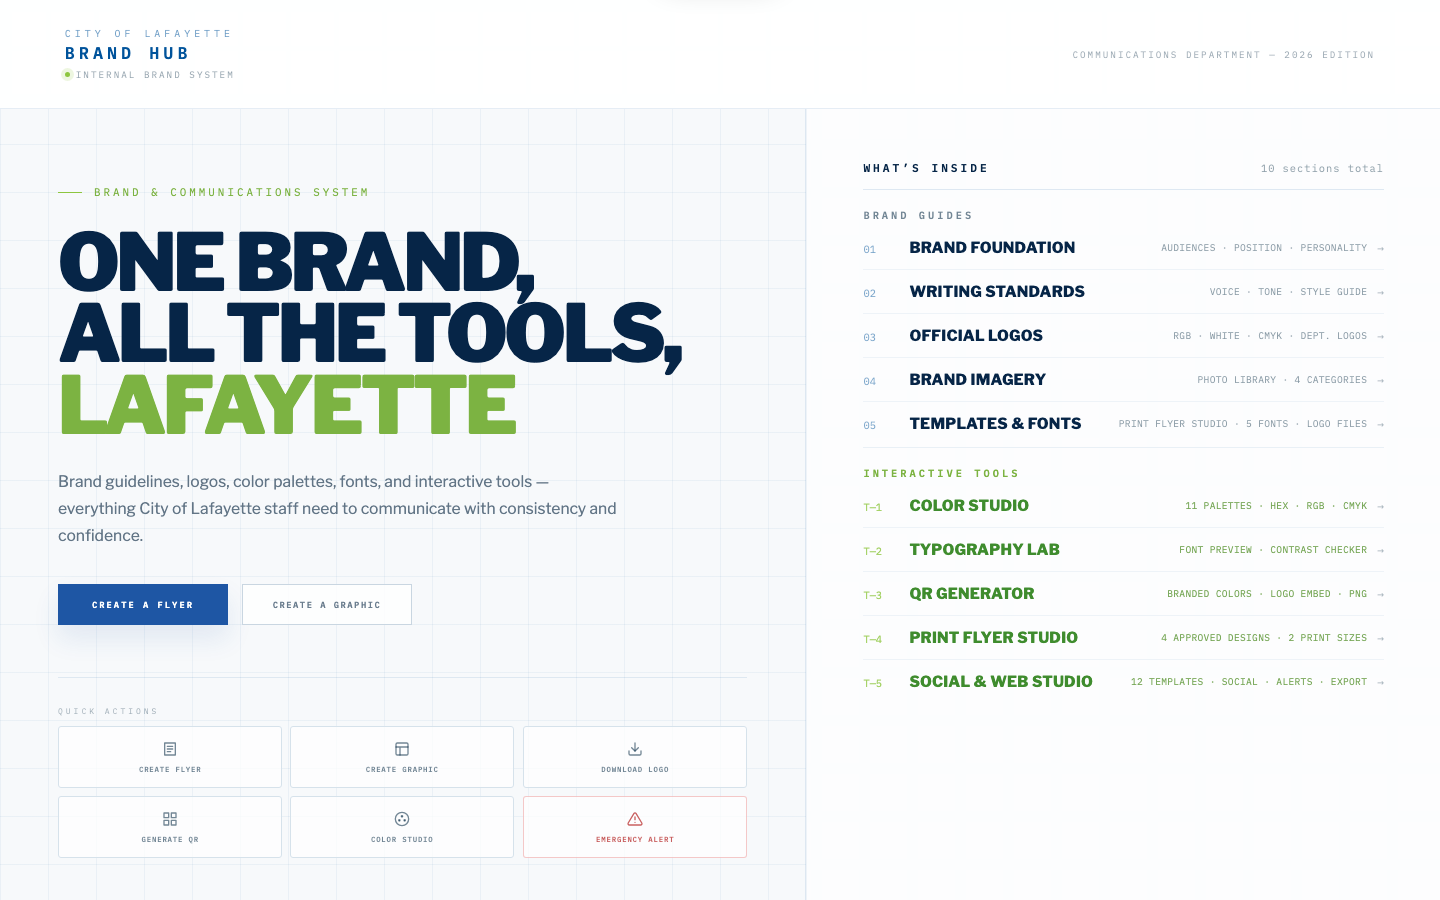 CITY OF LAFAYETTE
BRAND HUB
INTERNAL BRAND SYSTEM
COMMUNICATIONS DEPARTMENT — 2026 EDITION
BRAND & COMMUNICATIONS SYSTEM
ONE BRAND,
ALL THE TOOLS,
LAFAYETTE
Brand guidelines, logos, color palettes, fonts, and interactive tools —
everything City of Lafayette staff need to communicate with consistency and
confidence.
CREATE A FLYER
CREATE A GRAPHIC
QUICK ACTIONS
CREATE FLYER
CREATE GRAPHIC
DOWNLOAD LOGO
GENERATE QR
COLOR STUDIO
EMERGENCY ALERT
WHAT’S INSIDE
10 sections total
BRAND GUIDES
01 BRAND FOUNDATION AUDIENCES · POSITION · PERSONALITY →
02 WRITING STANDARDS VOICE · TONE · STYLE GUIDE →
03 OFFICIAL LOGOS RGB · WHITE · CMYK · DEPT. LOGOS →
04 BRAND IMAGERY PHOTO LIBRARY · 4 CATEGORIES →
05 TEMPLATES & FONTS PRINT FLYER STUDIO · 5 FONTS · LOGO FILES →
INTERACTIVE TOOLS
T—1 COLOR STUDIO 11 PALETTES · HEX · RGB · CMYK →
T—2 TYPOGRAPHY LAB FONT PREVIEW · CONTRAST CHECKER →
T—3 QR GENERATOR BRANDED COLORS · LOGO EMBED · PNG →
T—4 PRINT FLYER STUDIO 4 APPROVED DESIGNS · 2 PRINT SIZES →
T—5 SOCIAL & WEB STUDIO 12 TEMPLATES · SOCIAL · ALERTS · EXPORT →